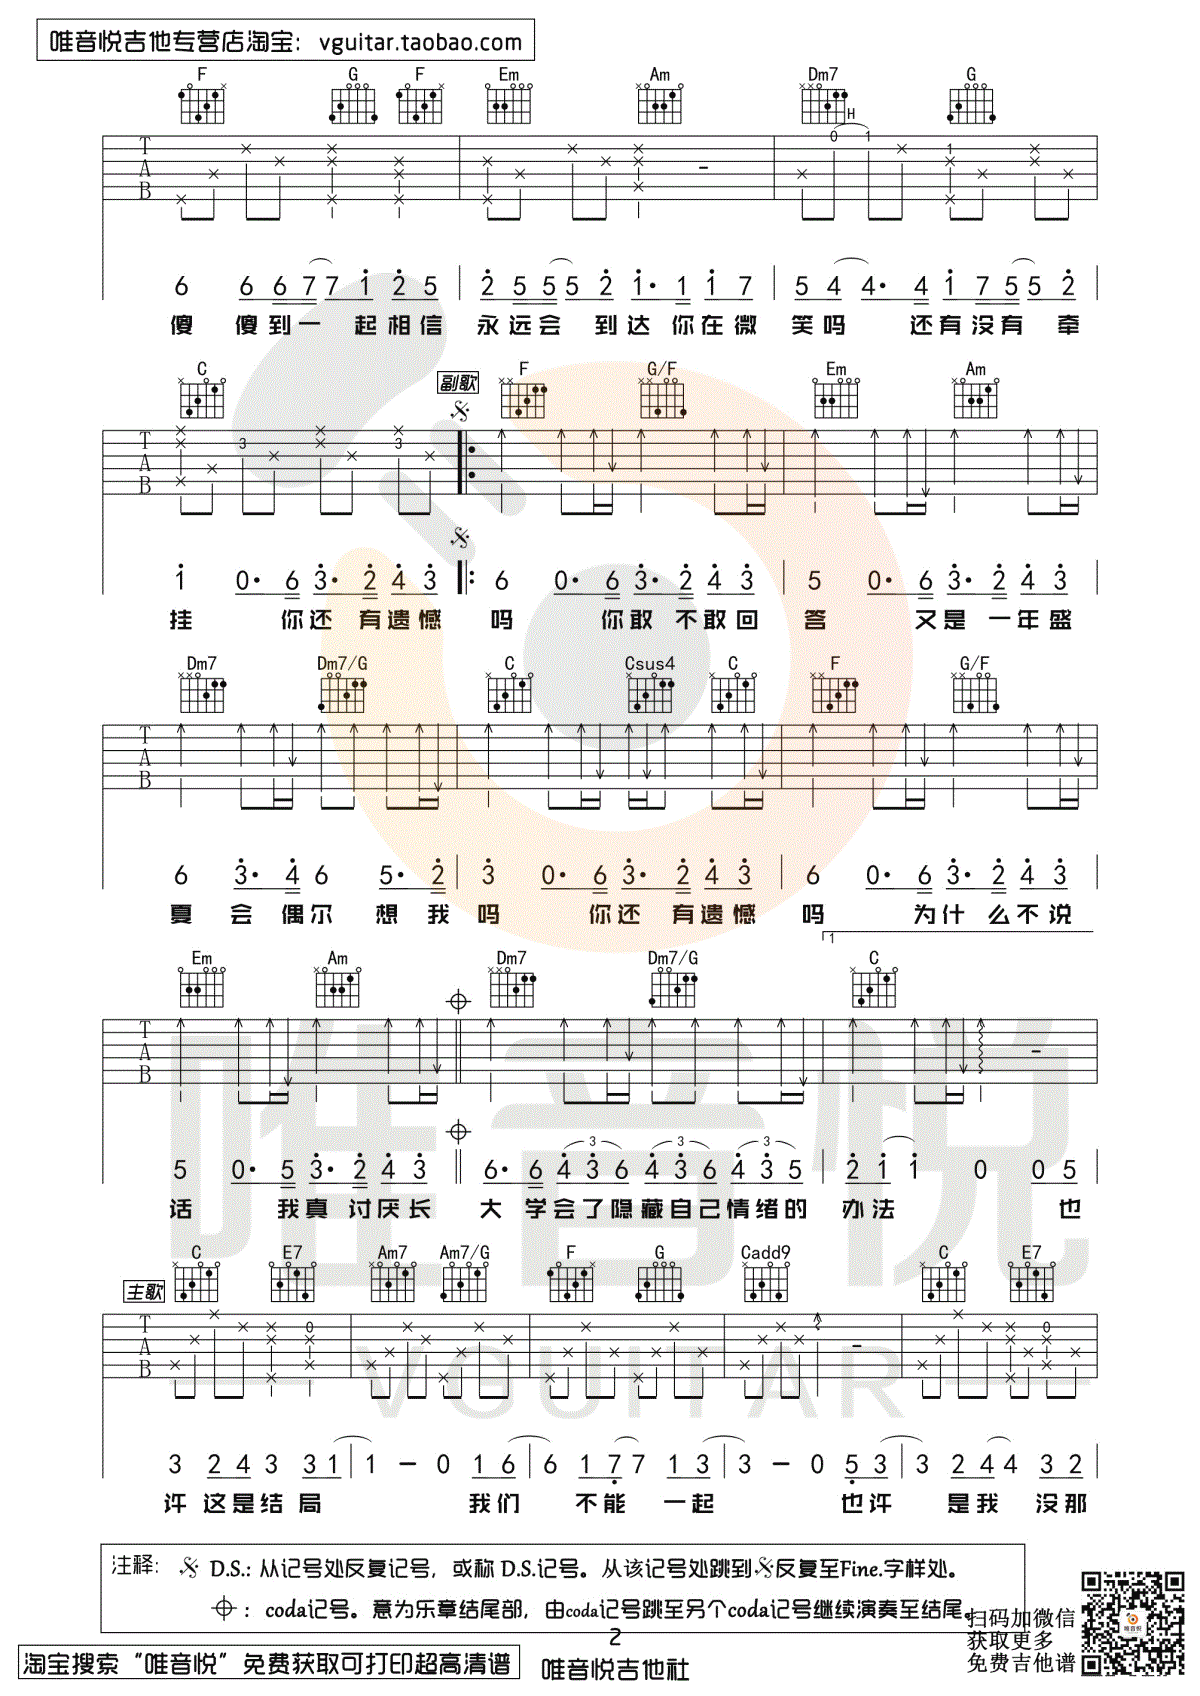 唯音悦吉他专营店淘宝：vguitar.taobao.com
F G F Em Am Dm7 G
H
0 1 1
T
A
B
6 6 6 7 7 1 2 5 | 2 5 5 5 2 1· 1 1 7 | 5 4 4· 4 1 7 5 5 2
傻 傻到一 起相信 永远会 到达你在微 笑吗 还有没有 牵
C 副歌 F G/F Em Am
3 3
T
A
B
1 0· 6 3· 2 4 3 6 0· 6 3· 2 4 3 | 5 0· 6 3· 2 4 3
挂 你还 有遗憾 吗 你敢 不敢回 答 又是 一年盛
Dm7 Dm7/G C Csus4 C F G/F
T
A
B
6 3· 4 6 5· 2 | 3 0· 6 3· 2 4 3 | 6 0· 6 3· 2 4 3
夏 会 偶尔 想 我 吗 你还 有遗憾 吗 为什 么不说
1
Em Am Dm7 Dm7/G C
T
A
B
3 3 3
5 0· 5 3· 2 4 3 6· 6 4 3 6 4 3 6 4 3 5 | 2 1 1 0 0 5
话 我真 讨厌长 大 学会了隐藏自己情绪的 办法 也
主歌 C E7 Am7 Am7/G F G Cadd9 C E7
0 0
T
A
B
3 2 4 3 3 1 | 1 – 0 1 6 | 6 1 7 7 1 3 | 3 – 0 5 3 | 3 2 4 4 3 2
许 这是结 局 我们 不能 一起 也许 是我 没那
唯音悦
VGUITAR
注释： D.S.：从记号处反复记号，或称 D.S.记号。从该记号处跳到反复至Fine.字样处。
：coda记号。意为乐章结尾部，由coda记号跳至另个coda记号继续演奏至结尾。
2
淘宝搜索“唯音悦”免费获取可打印超高清谱
唯音悦吉他社
扫码加微信
获取更多
免费吉他谱
唯音悦